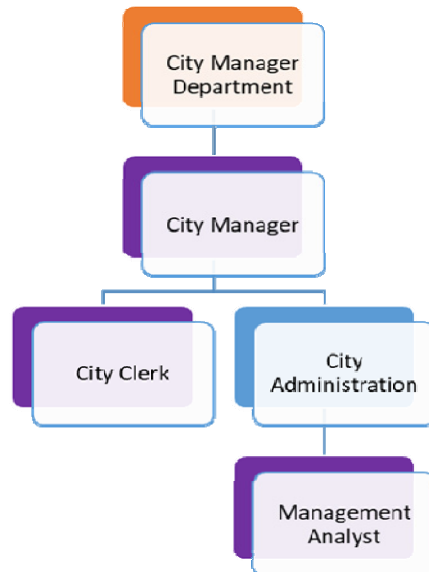 City Manager
Department
City Manager
City Clerk
City
Administration
Management
Analyst